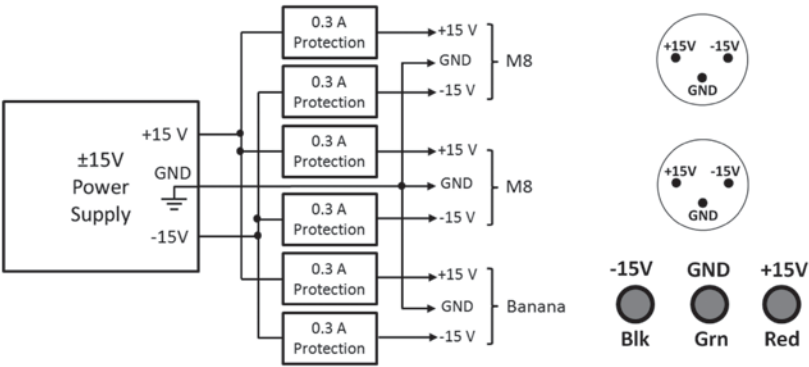 ±15V
Power
Supply
+15 V
GND
-15V
0.3 A
Protection
0.3 A
Protection
0.3 A
Protection
0.3 A
Protection
0.3 A
Protection
0.3 A
Protection
+15 V
GND
-15 V
M8
+15 V
GND
-15 V
M8
+15 V
GND
-15 V
Banana
+15V -15V
GND
+15V -15V
GND
-15V GND +15V
Blk Grn Red